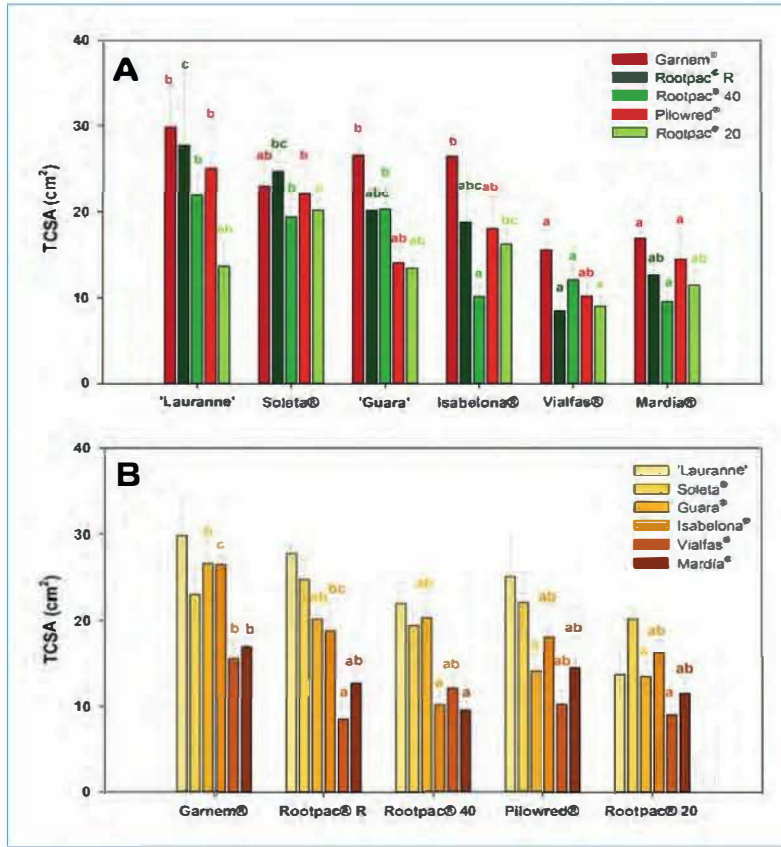 A
40
30
20
10
0
TCSA (cm²)
Garnem®
Rootpac® R
Rootpac® 40
Pilowred®
Rootpac® 20
b c b b ab
ab bc b b a
b abc b ab ab
b abc a ab bc
a a a ab a
a ab a a ab
'Lauranne' Soleta® 'Guara' Isabelona® Vialfas® Mardía®
B
40
30
20
10
0
TCSA (cm²)
'Lauranne'
Soleta®
Guara®
Isabelona®
Vialfas®
Mardía®
b c b b
ab bc a ab
ab a ab a
a ab ab ab
a ab a ab
Garnem® Rootpac® R Rootpac® 40 Pilowred® Rootpac® 20